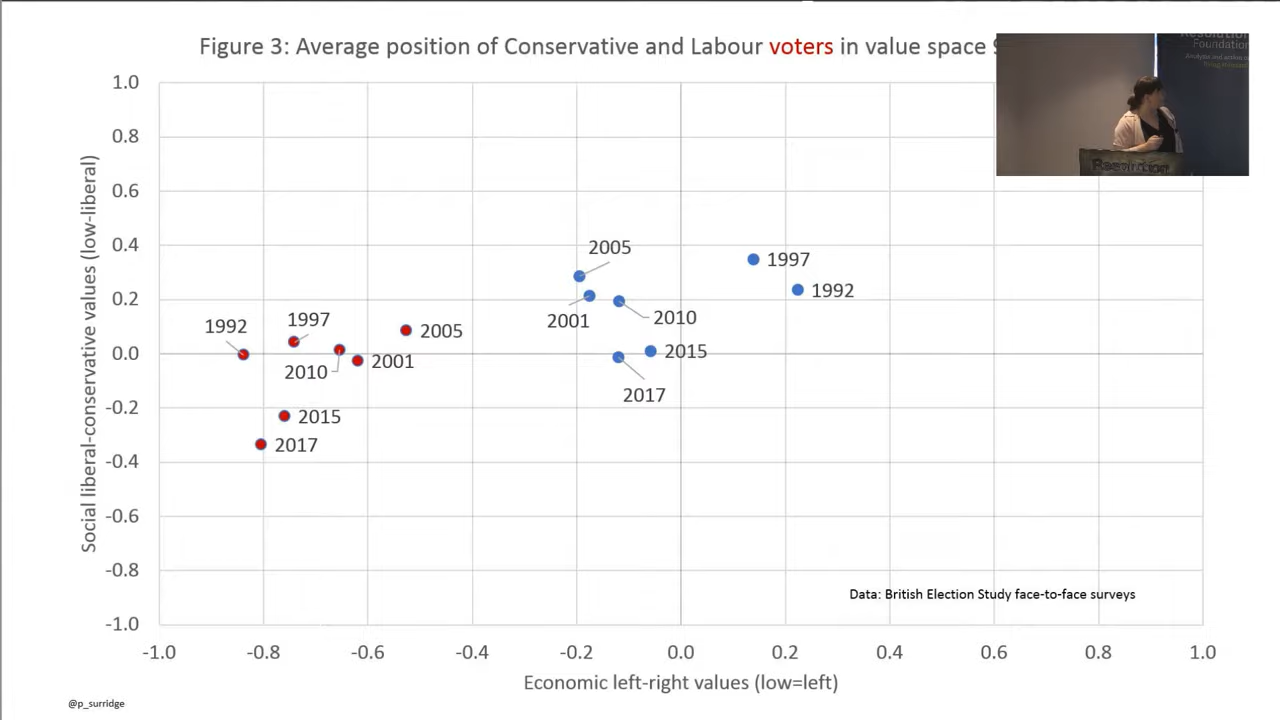 Figure 3: Average position of Conservative and Labour voters in value space
Resolution
Foundation
1.0
0.8
0.6
0.4
0.2
0.0
-0.2
-0.4
-0.6
-0.8
-1.0
Social liberal-conservative values (low-liberal)
2005
1997
1992
2001
2010
2015
2017
1992
1997
2005
2010
2001
2015
2017
Data: British Election Study face-to-face surveys
-1.0 -0.8 -0.6 -0.4 -0.2 0.0 0.2 0.4 0.6 0.8 1.0
Economic left-right values (low=left)
@p_surridge
Resolution